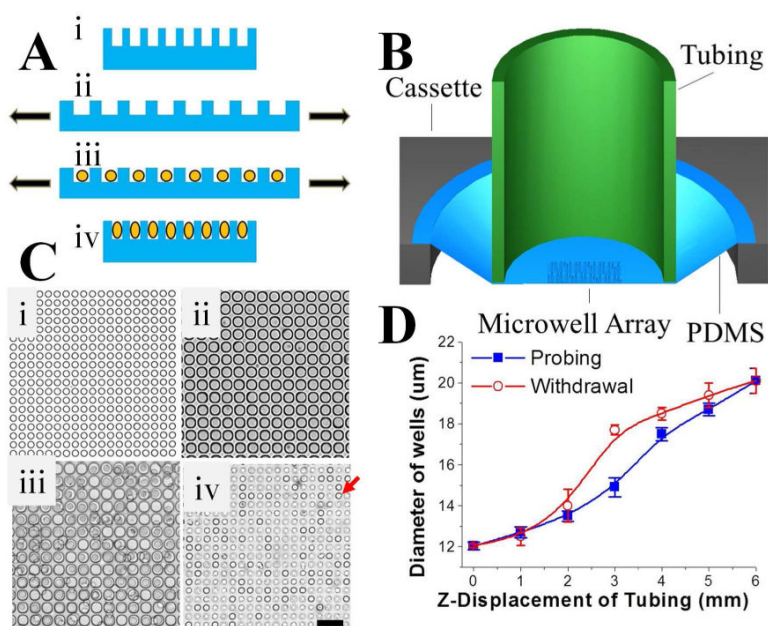 A
i
ii
iii
iv
B
Cassette
Tubing
Microwell Array
PDMS
C
i
ii
iii
iv
D
Probing
Withdrawal
Diameter of wells (um)
22
20
18
16
14
12
0 1 2 3 4 5 6
Z-Displacement of Tubing (mm)